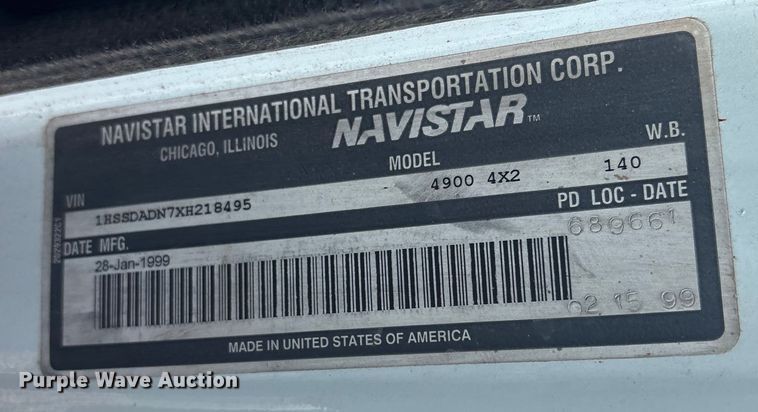 NAVISTAR INTERNATIONAL TRANSPORTATION CORP.
CHICAGO, ILLINOIS
NAVISTAR™
VIN
MODEL
W.B.
1HSSDADN7XH218495
4900 4X2
140
DATE MFG.
PD LOC - DATE
28-Jan-1999
689661
02 15 99
MADE IN UNITED STATES OF AMERICA
Purple Wave Auction